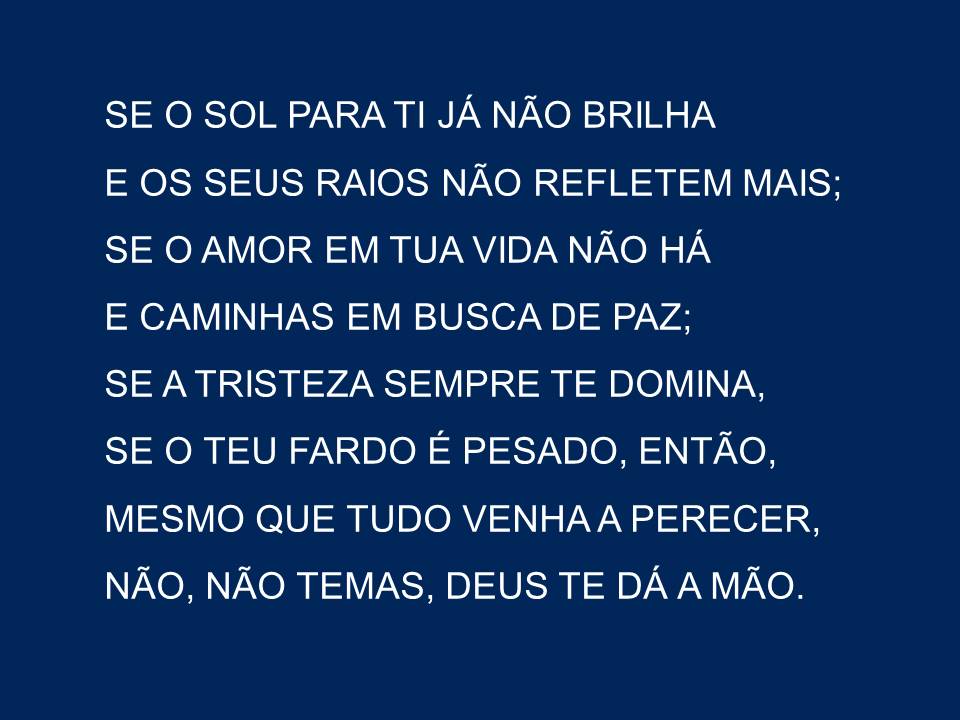 SE O SOL PARA TI JÁ NÃO BRILHA
E OS SEUS RAIOS NÃO REFLETEM MAIS;
SE O AMOR EM TUA VIDA NÃO HÁ
E CAMINHAS EM BUSCA DE PAZ;
SE A TRISTEZA SEMPRE TE DOMINA,
SE O TEU FARDO É PESADO, ENTÃO,
MESMO QUE TUDO VENHA A PERECER,
NÃO, NÃO TEMAS, DEUS TE DÁ A MÃO.